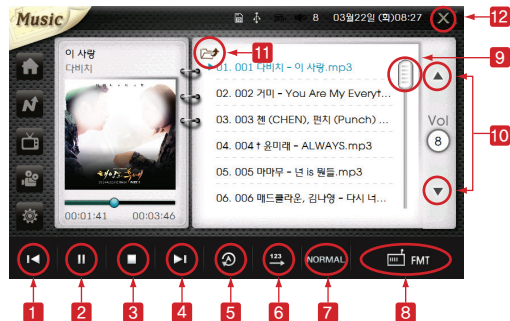 Music
8 03월22일 (화)08:27
12
이 사랑
다비치
11
01. 001 다비치 - 이 사랑.mp3
9
02. 002 거미 - You Are My Everyt...
03. 003 첸 (CHEN), 펀치 (Punch) ...
04. 004 † 윤미래 - ALWAYS.mp3
05. 005 마마무 - 넌 is 뭔들.mp3
06. 006 매드클라운, 김나영 - 다시 너...
Vol
8
10
00:01:41 00:03:46
A
123
NORMAL
FMT
1 2 3 4 5 6 7 8